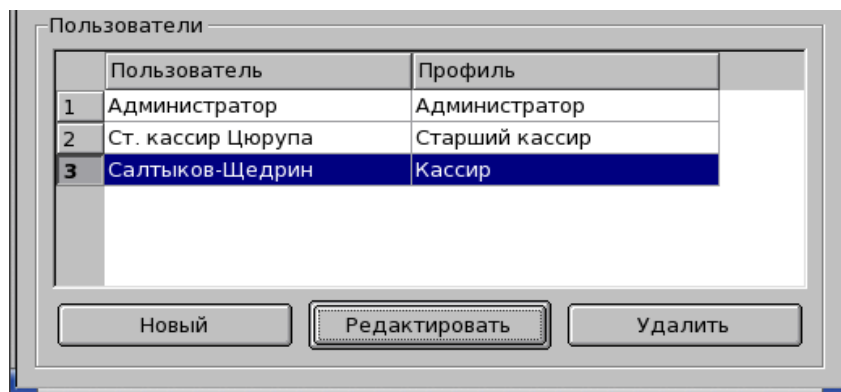 Пользователи
Пользователь Профиль
1 Администратор Администратор
2 Ст. кассир Цюрупа Старший кассир
3 Салтыков-Щедрин Кассир
Новый Редактировать Удалить